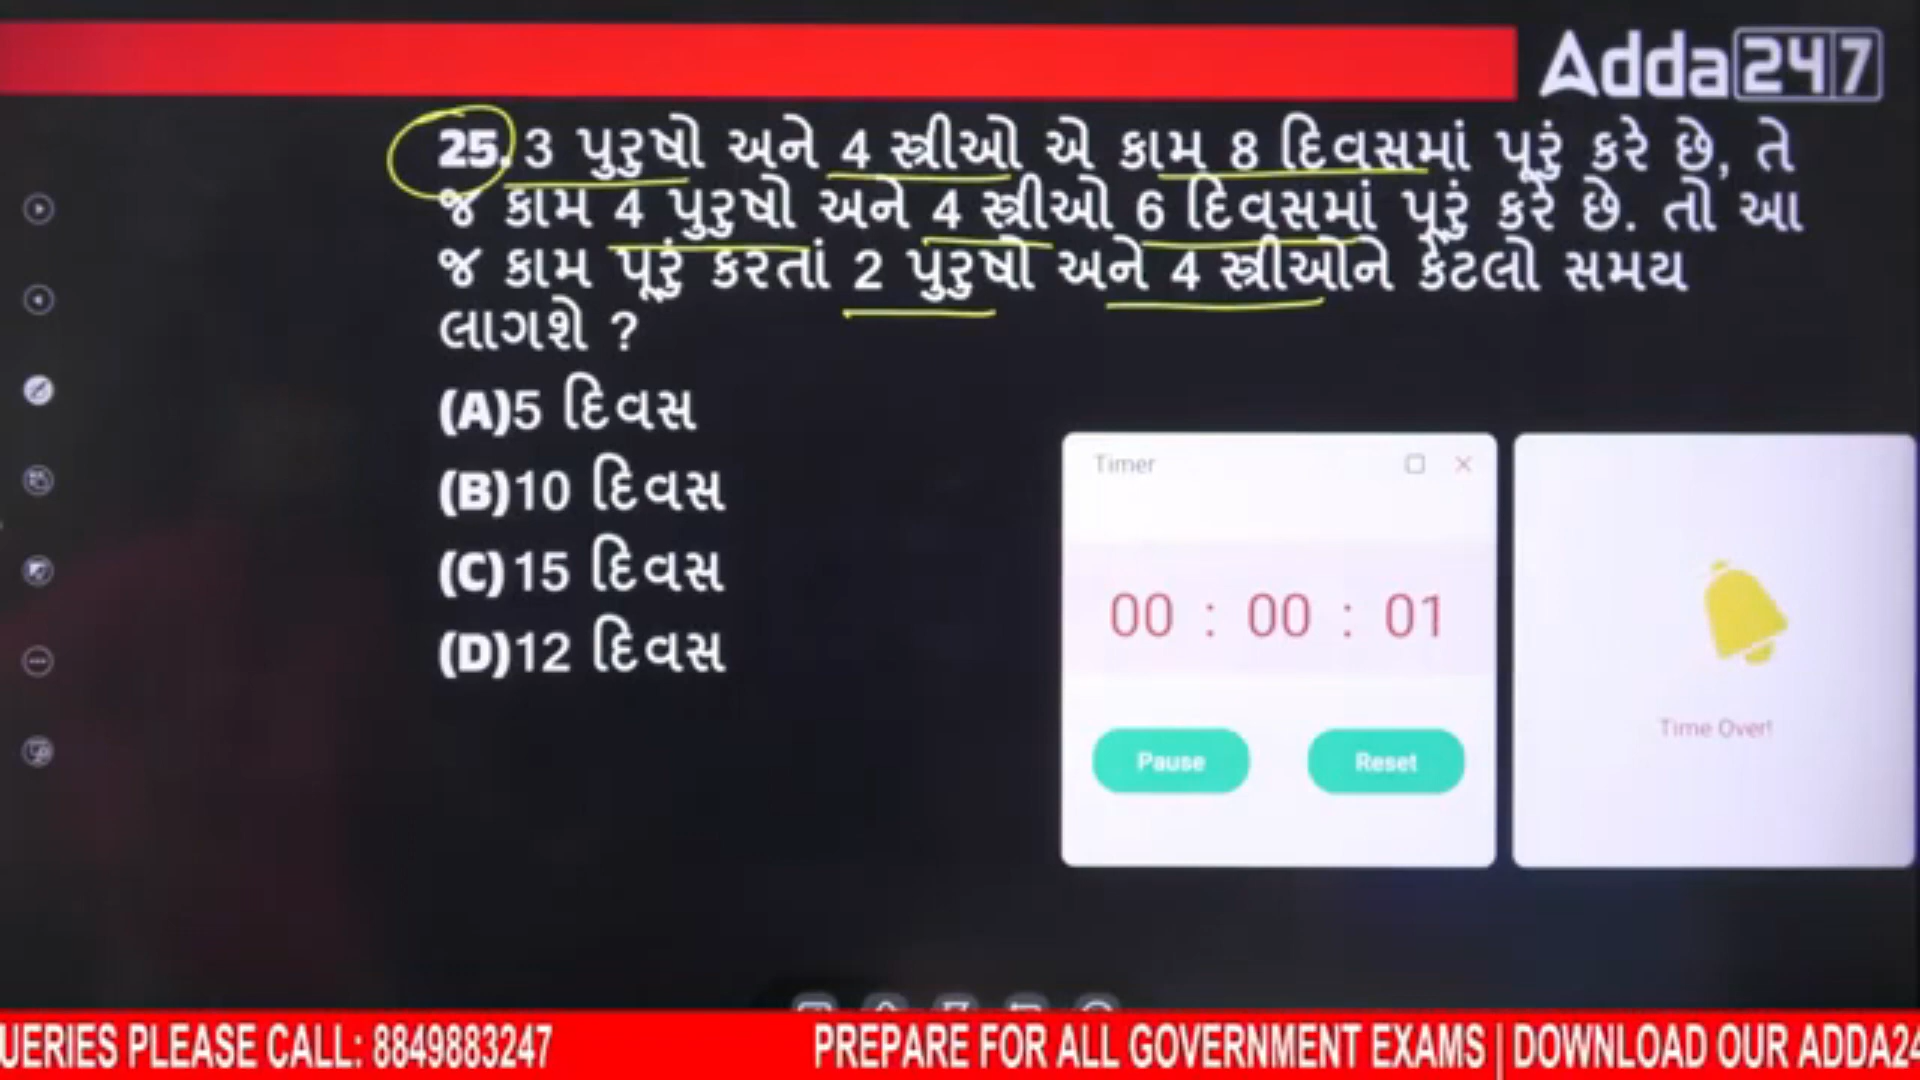 Adda247
25. 3 પુરુષો અને 4 સ્ત્રીઓ એ કામ 8 દિવસમાં પૂરું કરે છે, તે
જ કામ 4 પુરુષો અને 4 સ્ત્રીઓ 6 દિવસમાં પૂરું કરે છે. તો આ
જ કામ પૂરું કરતાં 2 પુરુષો અને 4 સ્ત્રીઓને કેટલો સમય
લાગશે ?
(A)5 દિવસ
(B)10 દિવસ
(C)15 દિવસ
(D)12 દિવસ
Timer
00 : 00 : 01
Pause Reset
Time Over!
UERIES PLEASE CALL: 8849883247 PREPARE FOR ALL GOVERNMENT EXAMS | DOWNLOAD OUR ADDA24